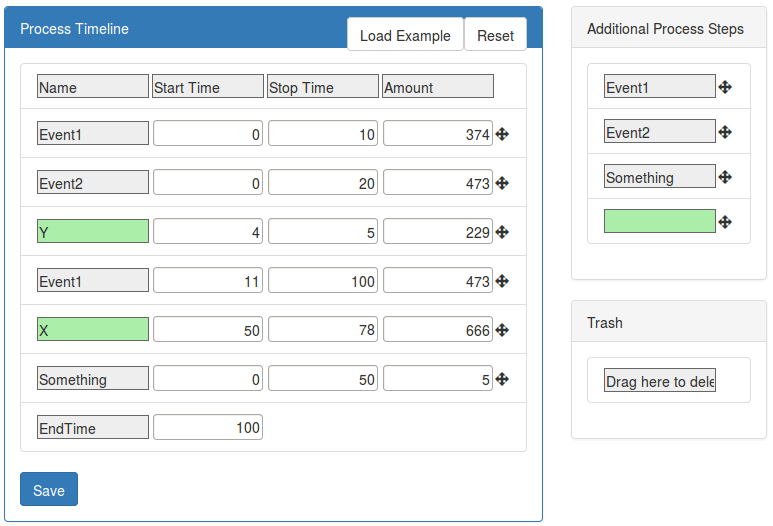 Process Timeline Load Example Reset
Name Start Time Stop Time Amount
Event1 0 10 374
Event2 0 20 473
Y 4 5 229
Event1 11 100 473
X 50 78 666
Something 0 50 5
EndTime 100
Save
Additional Process Steps
Event1
Event2
Something
Trash
Drag here to dele